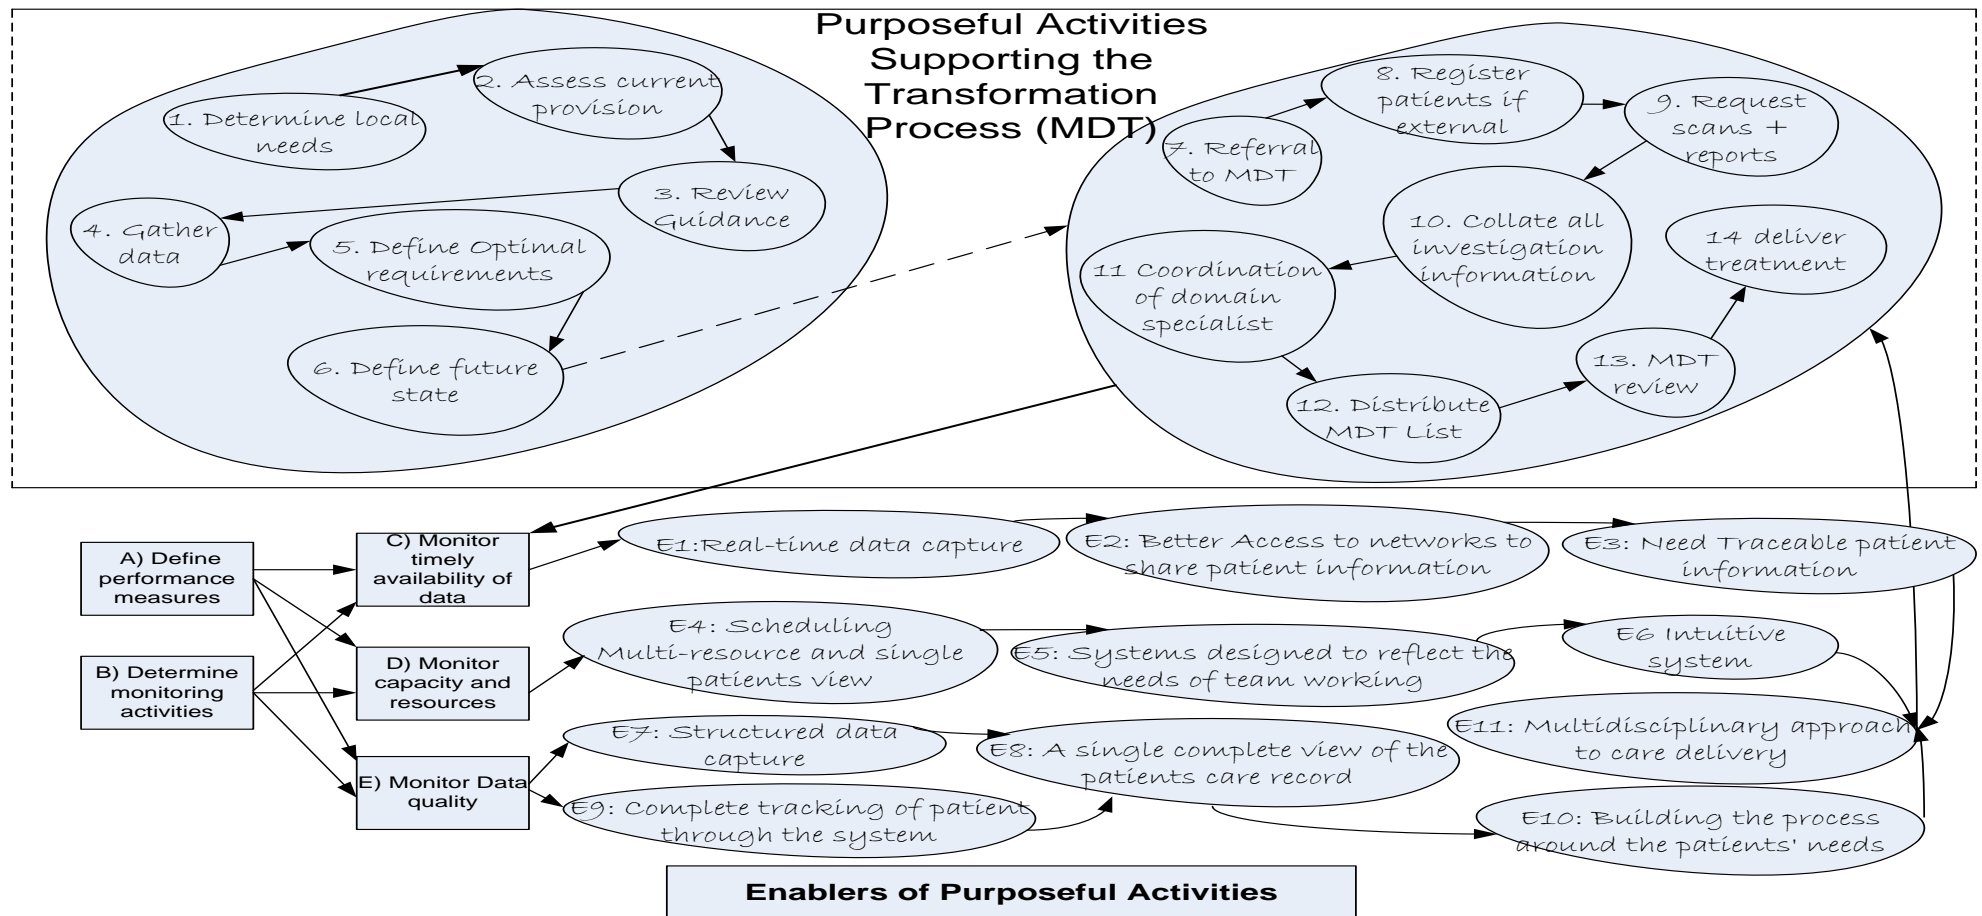 Purposeful Activities
Supporting the
Transformation
Process (MDT)
1. Determine local
needs
2. Assess current
provision
3. Review
Guidance
4. Gather
data
5. Define Optimal
requirements
6. Define future
state
7. Referral
to MDT
8. Register
patients if
external
9. Request
scans +
reports
10. Collate all
investigation
information
11 Coordination
of domain
specialist
12. Distribute
MDT List
13. MDT
review
14 deliver
treatment
A) Define
performance
measures
B) Determine
monitoring
activities
C) Monitor
timely
availability of
data
D) Monitor
capacity and
resources
E) Monitor Data
quality
E1:Real-time data capture
E2: Better Access to networks to
share patient information
E3: Need Traceable patient
information
E4: Scheduling
Multi-resource and single
patients view
E5: Systems designed to reflect the
needs of team working
E6 Intuitive
system
E7: Structured data
capture
E8: A single complete view of the
patients care record
E9: Complete tracking of patient
through the system
E11: Multidisciplinary approach
to care delivery
E10: Building the process
around the patients' needs
Enablers of Purposeful Activities